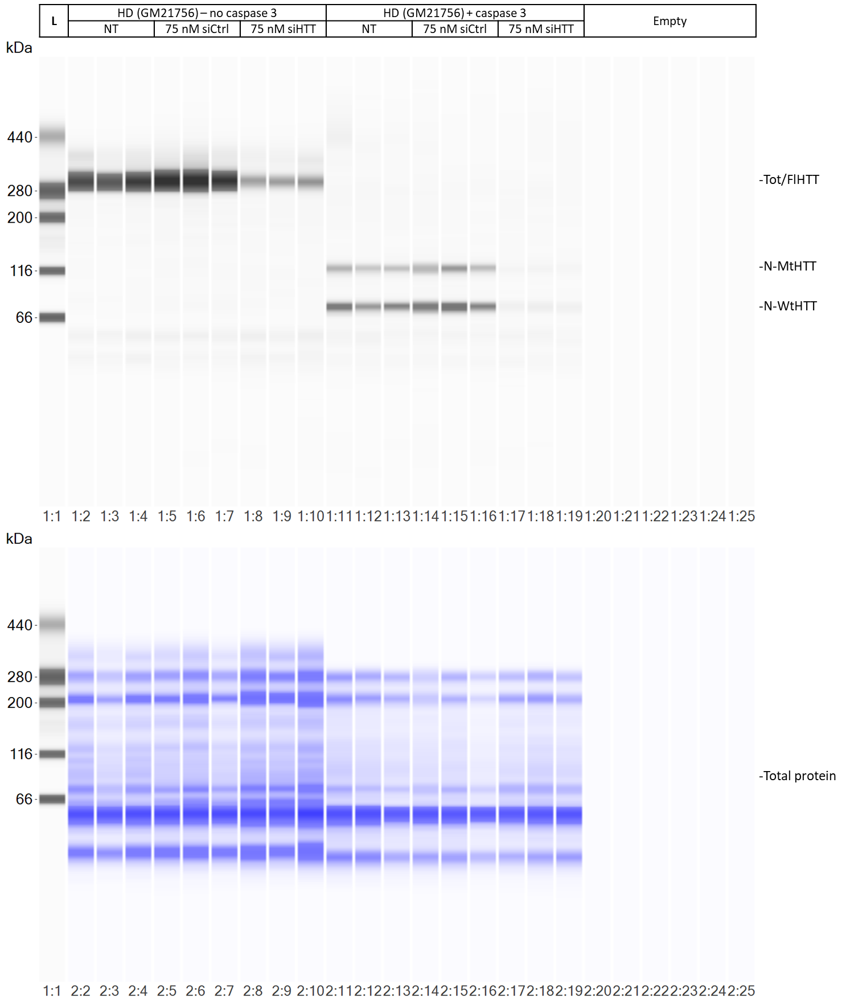 L
HD (GM21756) – no caspase 3
HD (GM21756) + caspase 3
Empty
NT
75 nM siCtrl
75 nM siHTT
NT
75 nM siCtrl
75 nM siHTT
kDa
440
280
200
116
66
-Tot/FlHTT
-N-MtHTT
-N-WtHTT
1:1 1:2 1:3 1:4 1:5 1:6 1:7 1:8 1:9 1:10 1:11 1:12 1:13 1:14 1:15 1:16 1:17 1:18 1:19 1:20 1:21 1:22 1:23 1:24 1:25
kDa
440
280
200
116
66
-Total protein
1:1 2:2 2:3 2:4 2:5 2:6 2:7 2:8 2:9 2:10 2:11 2:12 2:13 2:14 2:15 2:16 2:17 2:18 2:19 2:20 2:21 2:22 2:23 2:24 2:25